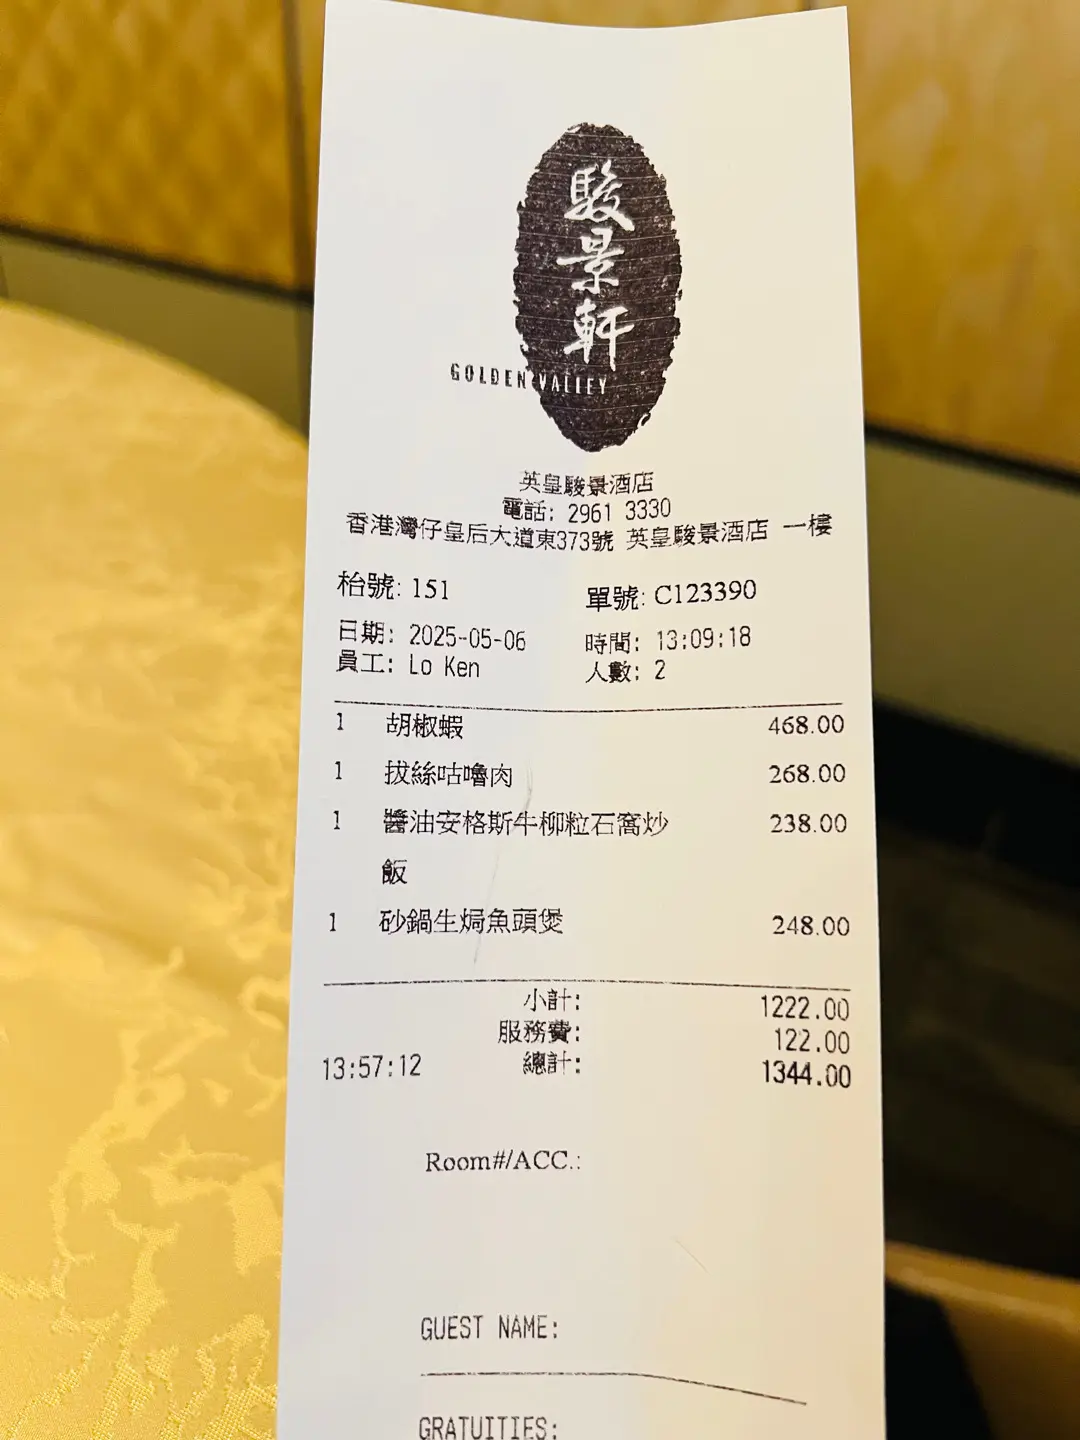 駿景軒
GOLDEN VALLEY
英皇駿景酒店
電話: 2961 3330
香港灣仔皇后大道東373號 英皇駿景酒店 一樓
枱號: 151 單號: C123390
日期: 2025-05-06 時間: 13:09:18
員工: Lo Ken 人數: 2
1 胡椒蝦 468.00
1 拔絲咕嚕肉 268.00
1 醬油安格斯牛柳粒石窩炒 238.00
飯
1 砂鍋生焗魚頭煲 248.00
小計: 1222.00
服務費: 122.00
13:57:12 總計: 1344.00
Room#/ACC.:
GUEST NAME:
GRATUITIES: